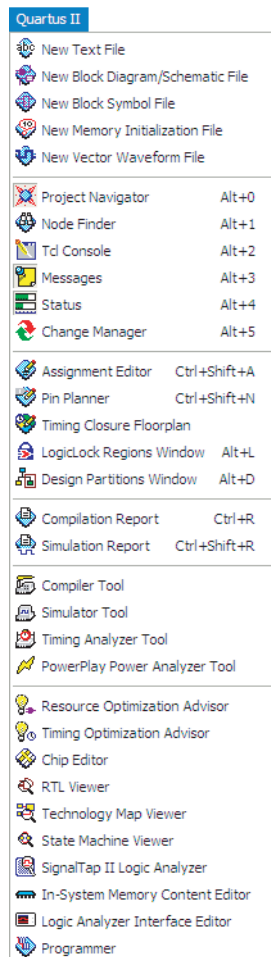 Quartus II
abc New Text File
New Block Diagram/Schematic File
New Block Symbol File
New Memory Initialization File
New Vector Waveform File
Project Navigator Alt+0
Node Finder Alt+1
Tcl Console Alt+2
Messages Alt+3
Status Alt+4
Change Manager Alt+5
Assignment Editor Ctrl+Shift+A
Pin Planner Ctrl+Shift+N
Timing Closure Floorplan
LogicLock Regions Window Alt+L
Design Partitions Window Alt+D
Compilation Report Ctrl+R
Simulation Report Ctrl+Shift+R
Compiler Tool
Simulator Tool
Timing Analyzer Tool
PowerPlay Power Analyzer Tool
Resource Optimization Advisor
Timing Optimization Advisor
Chip Editor
RTL Viewer
Technology Map Viewer
State Machine Viewer
SignalTap II Logic Analyzer
In-System Memory Content Editor
Logic Analyzer Interface Editor
Programmer